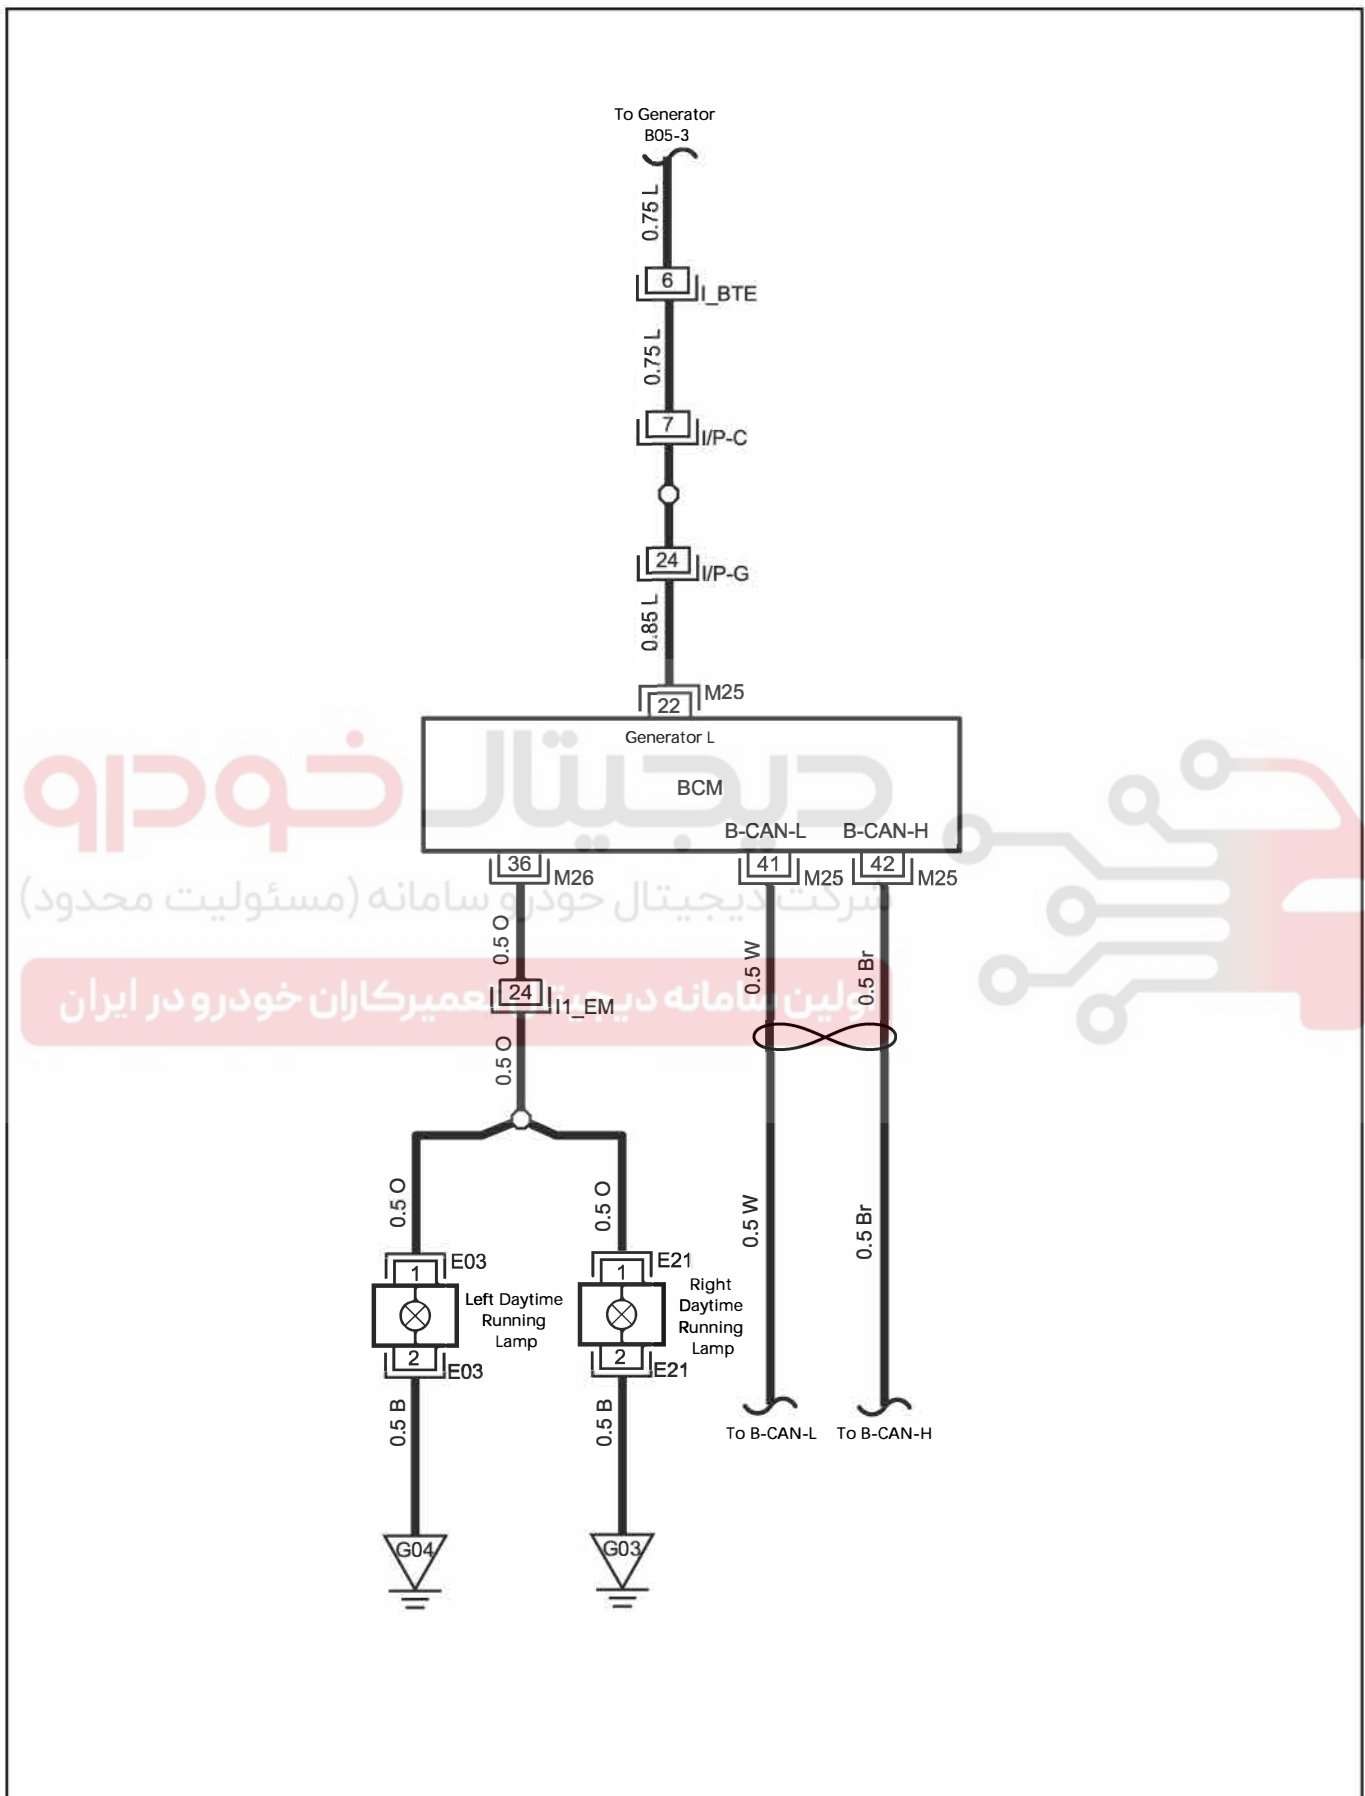 To Generator
B05-3
0.75 L
6
I_BTE
0.75 L
7
I/P-C
24
I/P-G
0.85 L
M25
22
Generator L
BCM
B-CAN-L B-CAN-H
36
M26
41
M25
42
M25
دیجیتال خودرو
شرکت دیجیتال خودرو سامانه (مسئولیت محدود)
اولین سامانه دیجیتال تعمیرکاران خودرو در ایران
0.5 O
0.5 W
0.5 Br
24
I1_EM
0.5 O
0.5 O
0.5 O
0.5 W
0.5 Br
E03
1
Left Daytime
Running
Lamp
2
E03
E21
1
Right
Daytime
Running
Lamp
2
E21
0.5 B
0.5 B
To B-CAN-L
To B-CAN-H
G04
G03